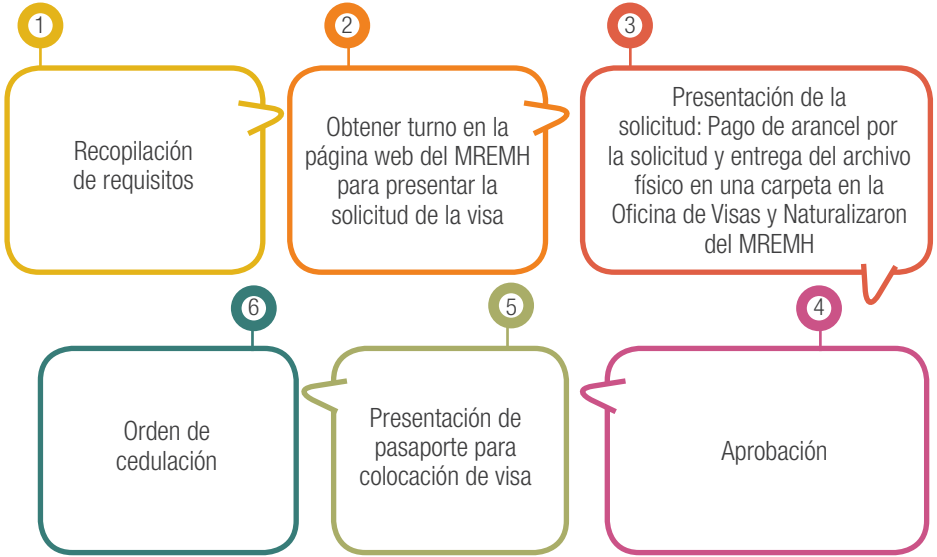 1
Recopilación
de requisitos
2
Obtener turno en la
página web del MREMH
para presentar la
solicitud de la visa
3
Presentación de la
solicitud: Pago de arancel por
la solicitud y entrega del archivo
físico en una carpeta en la
Oficina de Visas y Naturalizaron
del MREMH
4
Aprobación
5
Presentación de
pasaporte para
colocación de visa
6
Orden de
cedulación